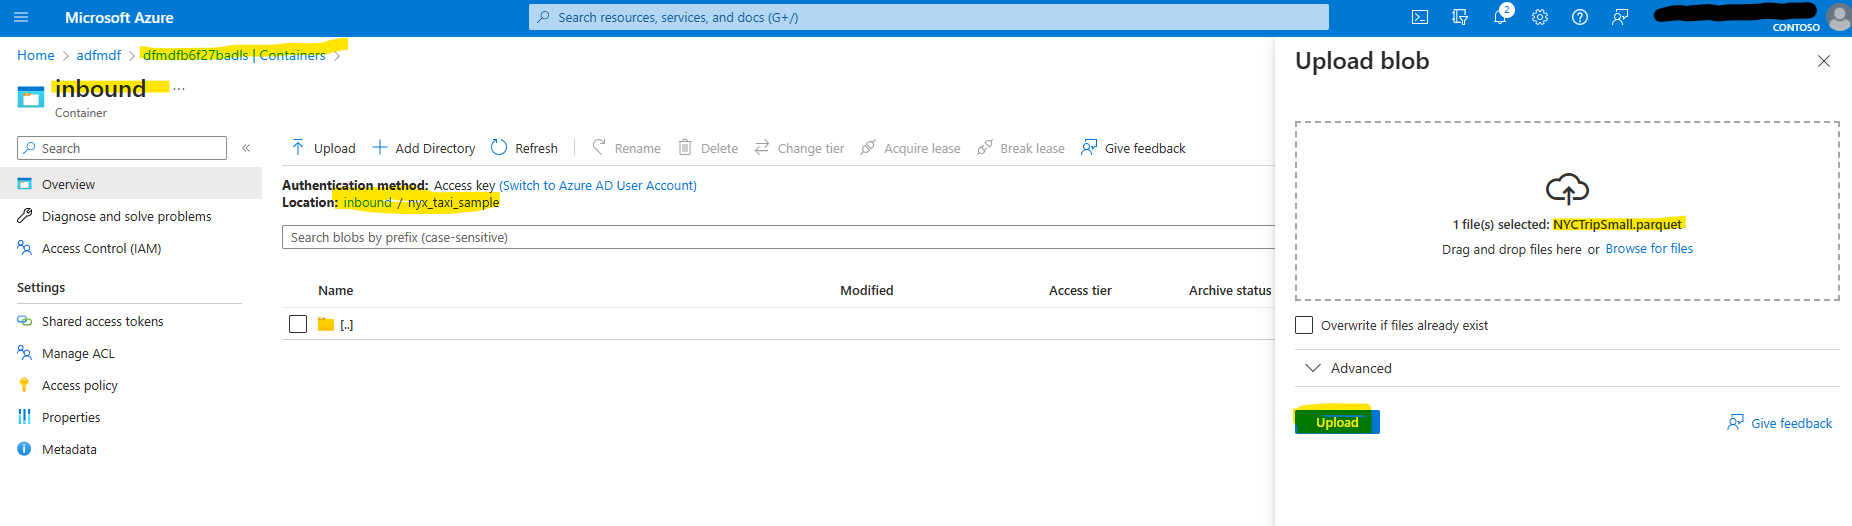 Microsoft Azure
Search resources, services, and docs (G+/)
2
CONTOSO
Home > adfmdf > dfmdfb6f27badls | Containers >
inbound ...
Container
Search
«
Overview
Diagnose and solve problems
Access Control (IAM)
Settings
Shared access tokens
Manage ACL
Access policy
Properties
Metadata
Upload
Add Directory
Refresh
Rename
Delete
Change tier
Acquire lease
Break lease
Give feedback
Authentication method: Access key (Switch to Azure AD User Account)
Location: inbound / nyx_taxi_sample
Search blobs by prefix (case-sensitive)
Name Modified Access tier Archive status
[..]
Upload blob
1 file(s) selected: NYCTripSmall.parquet
Drag and drop files here or Browse for files
Overwrite if files already exist
Advanced
Upload
Give feedback